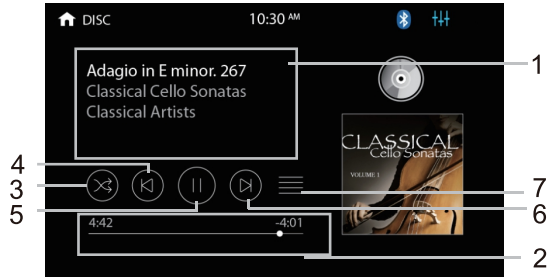 DISC 10:30 AM
1
Adagio in E minor. 267
Classical Cello Sonatas
Classical Artists
CLASSICAL
Cello Sonatas
VOLUME 1
4
3
7
5
6
4:42 -4:01
2